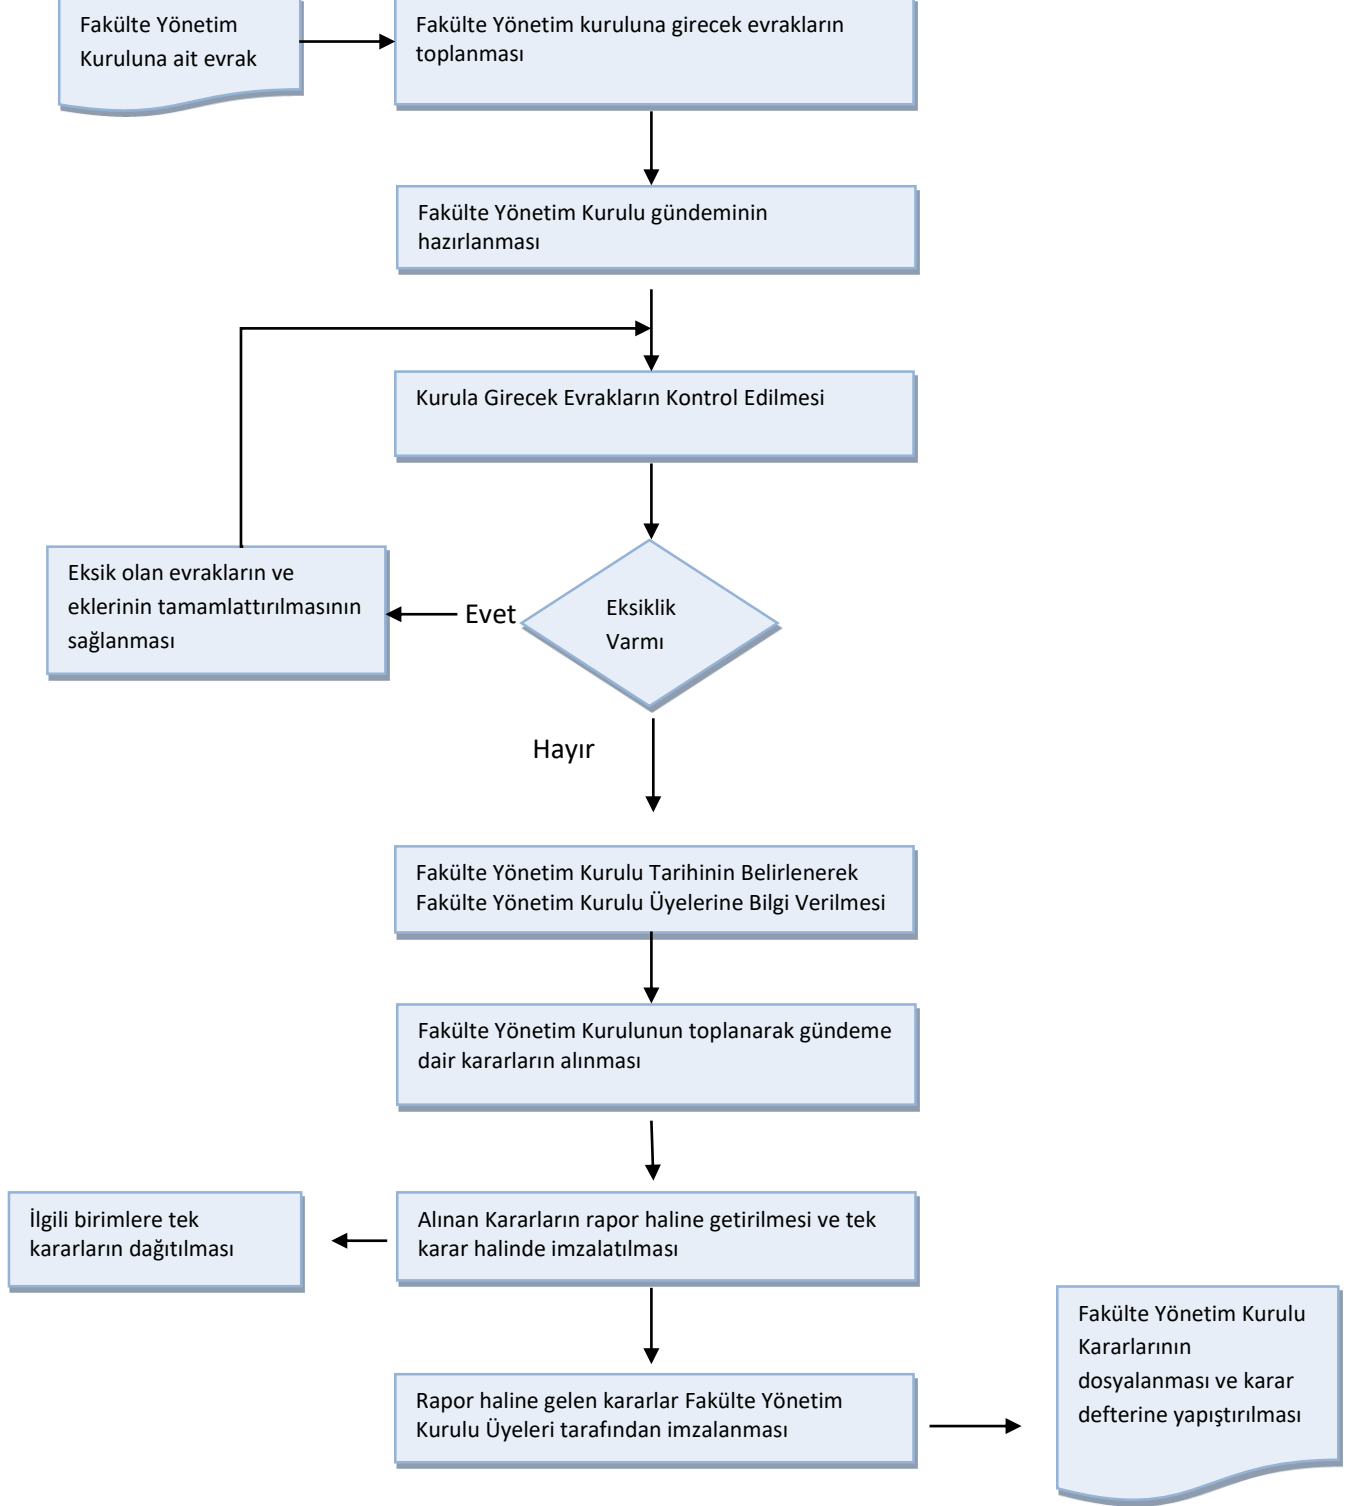 Fakülte Yönetim
Kuruluna ait evrak
Fakülte Yönetim kuruluna girecek evrakların
toplanması
Fakülte Yönetim Kurulu gündeminin
hazırlanması
Kurula Girecek Evrakların Kontrol Edilmesi
Eksik olan evrakların ve
eklerinin tamamlattırılmasının
sağlanması
Evet
Eksiklik
Varmı
Hayır
Fakülte Yönetim Kurulu Tarihinin Belirlenerek
Fakülte Yönetim Kurulu Üyelerine Bilgi Verilmesi
Fakülte Yönetim Kurulunun toplanarak gündeme
dair kararların alınması
İlgili birimlere tek
kararların dağıtılması
Alınan Kararların rapor haline getirilmesi ve tek
karar halinde imzalatılması
Rapor haline gelen kararlar Fakülte Yönetim
Kurulu Üyeleri tarafından imzalanması
Fakülte Yönetim Kurulu
Kararlarının
dosyalanması ve karar
defterine yapıştırılması